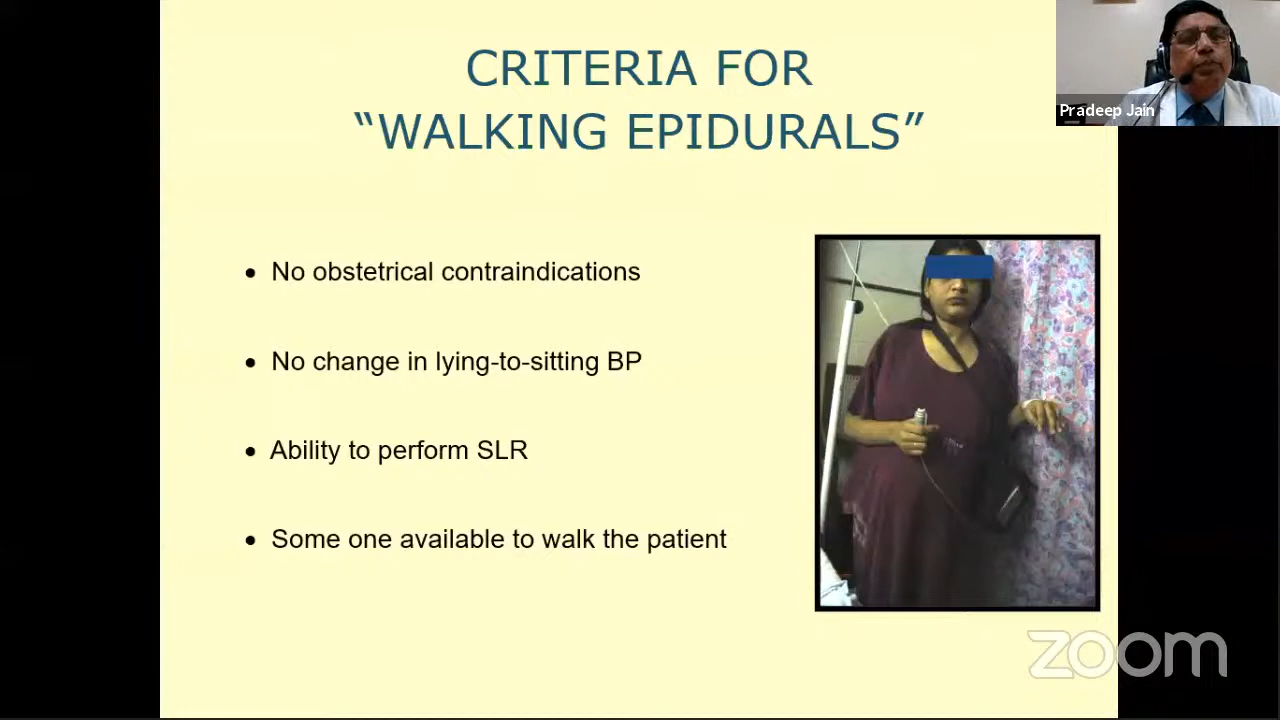 CRITERIA FOR
“WALKING EPIDURALS”
Pradeep Jain
• No obstetrical contraindications
• No change in lying-to-sitting BP
• Ability to perform SLR
• Some one available to walk the patient
zoom